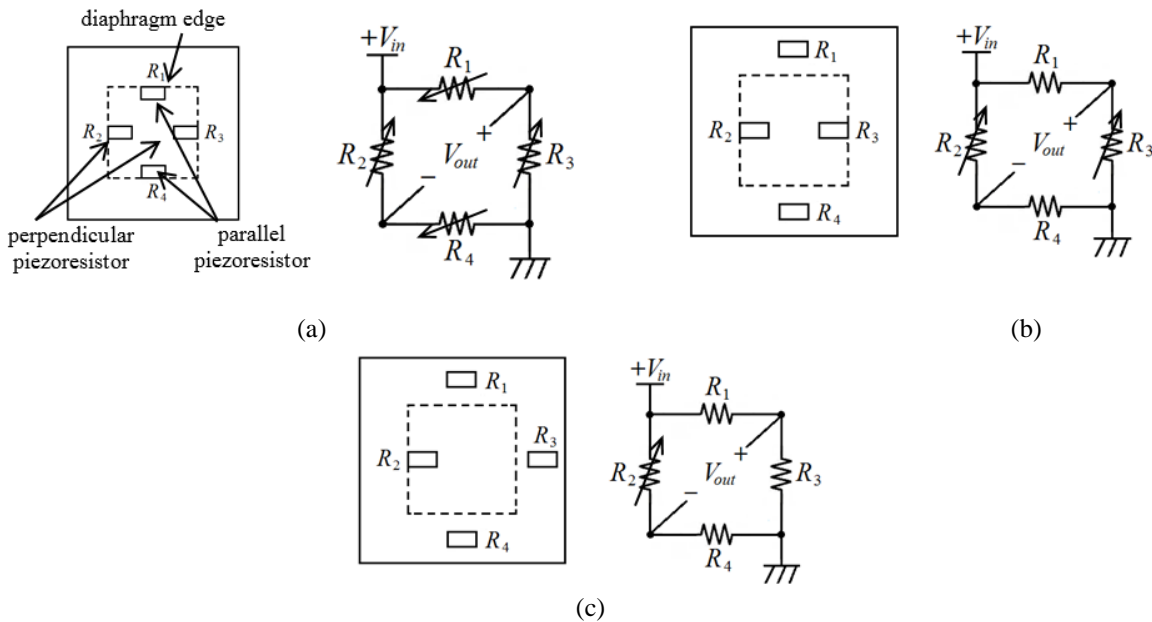 diaphragm edge
R1
R2
R3
R4
perpendicular
piezoresistor
parallel
piezoresistor
+Vin
R1
+
R2
Vout
R3
−
R4
(a)
R1
R2
R3
R4
+Vin
R1
+
R2
Vout
R3
−
R4
(b)
R1
R3
R2
R4
+Vin
R1
+
R2
Vout
R3
−
R4
(c)